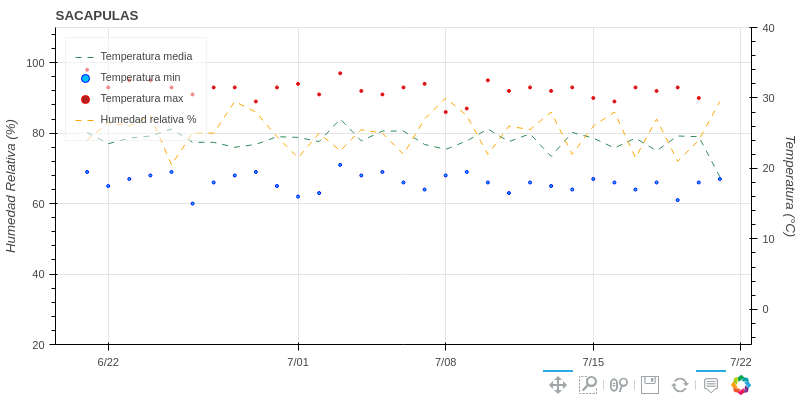 SACAPULAS
Temperatura media
Temperatura min
Temperatura max
Humedad relativa %
Humedad Relativa (%)
100
80
60
40
20
Temperatura (°C)
40
30
20
10
0
6/22
7/01
7/08
7/15
7/22